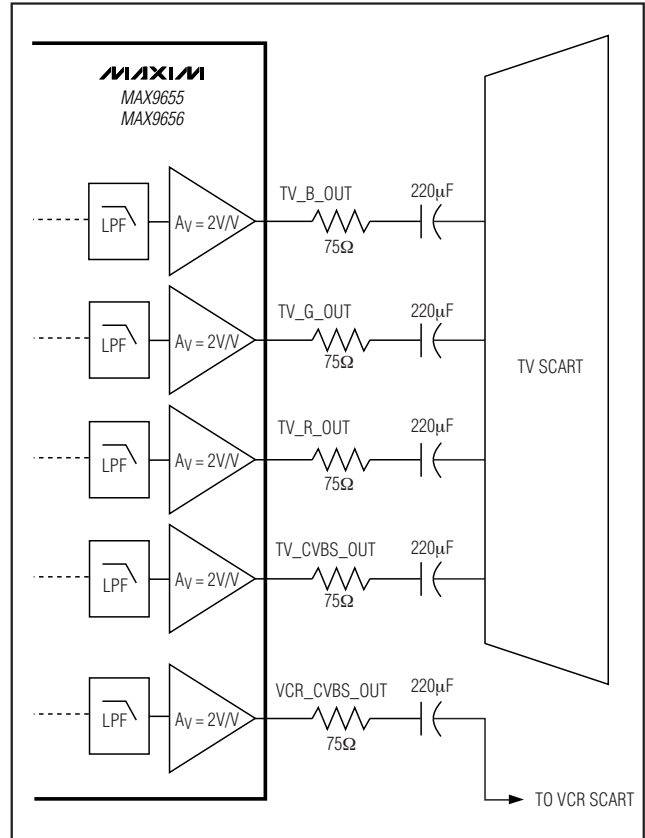 MAXIM
MAX9655
MAX9656
LPF
AV = 2V/V
TV_B_OUT
75Ω
220µF
LPF
AV = 2V/V
TV_G_OUT
75Ω
220µF
LPF
AV = 2V/V
TV_R_OUT
75Ω
220µF
LPF
AV = 2V/V
TV_CVBS_OUT
75Ω
220µF
LPF
AV = 2V/V
VCR_CVBS_OUT
75Ω
220µF
TV SCART
TO VCR SCART